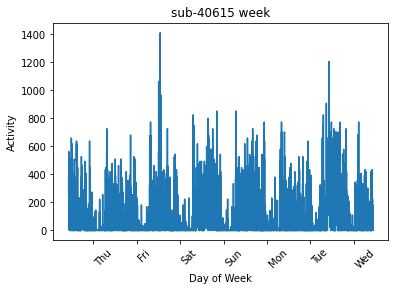 sub-40615 week
1400
1200
1000
800
600
400
200
0
Activity
Thu
Fri
Sat
Sun
Mon
Tue
Wed
Day of Week